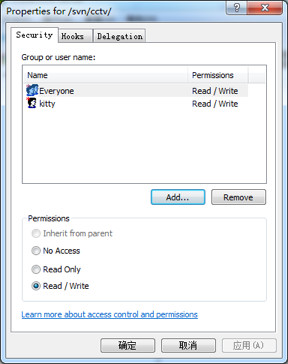 Properties for /svn/cctv/
Security Hooks Delegation
Group or user name:
Name Permissions
Everyone Read / Write
kitty Read / Write
Add... Remove
Permissions
Inherit from parent
No Access
Read Only
Read / Write
Learn more about access control and permissions
确定 取消 应用(A)